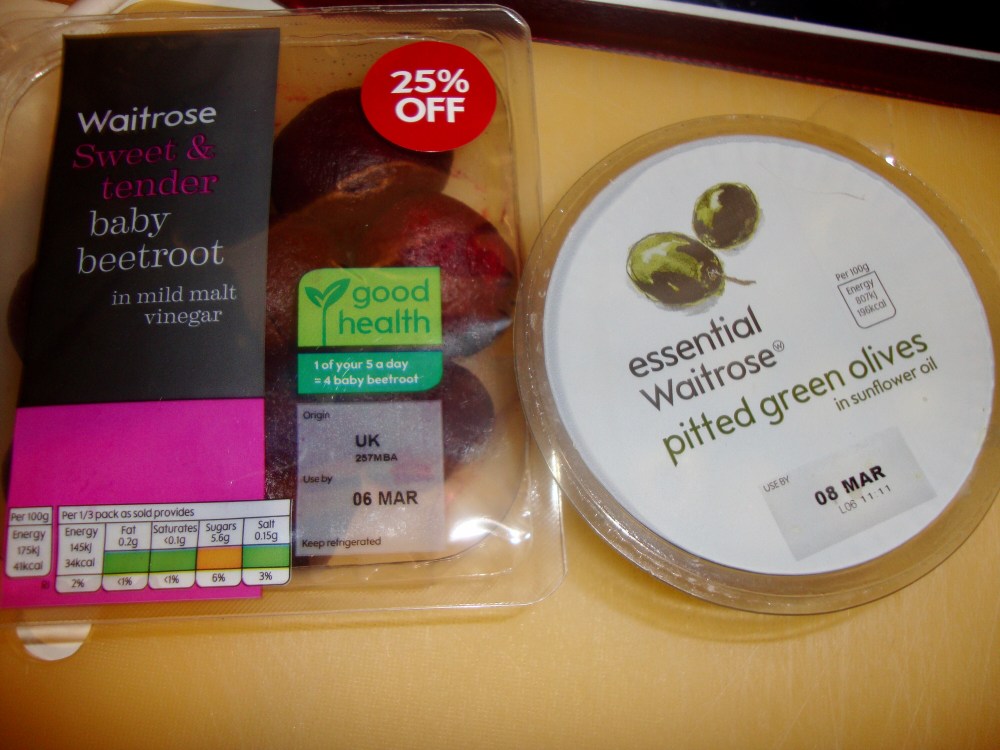 Waitrose
Sweet &
tender
baby
beetroot
in mild malt
vinegar
25%
OFF
good
health
1 of your 5 a day
= 4 baby beetroot
Origin
UK
257MBA
Use by
06 MAR
Keep refrigerated
Per 100g
Energy
175kJ
41kcal
Per 1/3 pack as sold provides
Energy
145kJ
34kcal
2%
Fat
0.2g
<1%
Saturates
<0.1g
<1%
Sugars
5.6g
6%
Salt
0.15g
3%
Per 100g
Energy
807kJ
196kcal
essential
Waitrose
pitted green olives
in sunflower oil
USE BY
08 MAR
L06 11:11